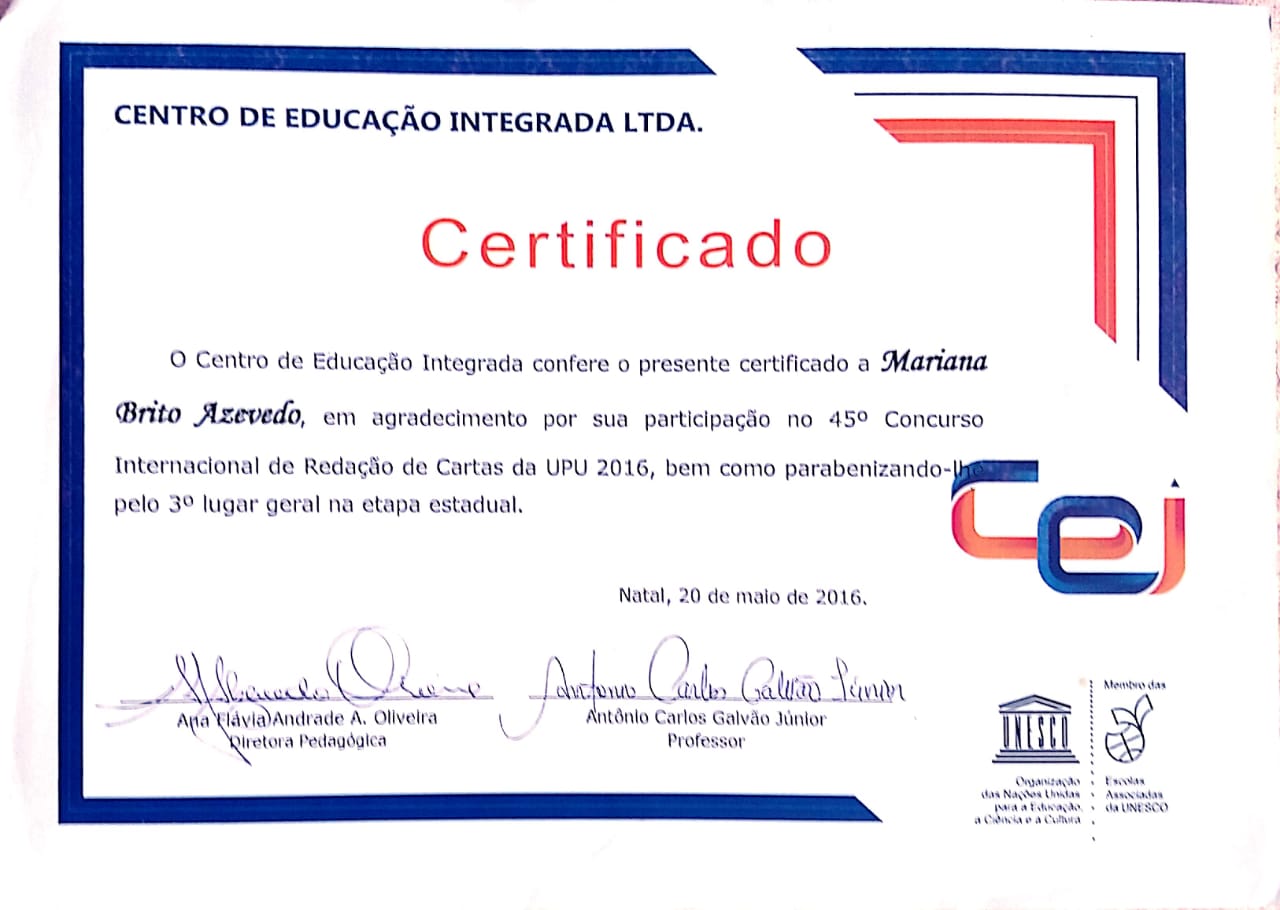 CENTRO DE EDUCAÇÃO INTEGRADA LTDA.
Certificado
O Centro de Educação Integrada confere o presente certificado a Mariana
Brito Azevedo, em agradecimento por sua participação no 45º Concurso
Internacional de Redação de Cartas da UPU 2016, bem como parabenizando-lhe
pelo 3º lugar geral na etapa estadual.
cei
Natal, 20 de maio de 2016.
Antonio Carlos Galvão Júnior
Ana Flávia Andrade A. Oliveira
Diretora Pedagógica
Antônio Carlos Galvão Júnior
Professor
UNESCO
Organização
das Nações Unidas
para a Educação,
a Ciência e a Cultura
Membro das
Escolas
Associadas
da UNESCO